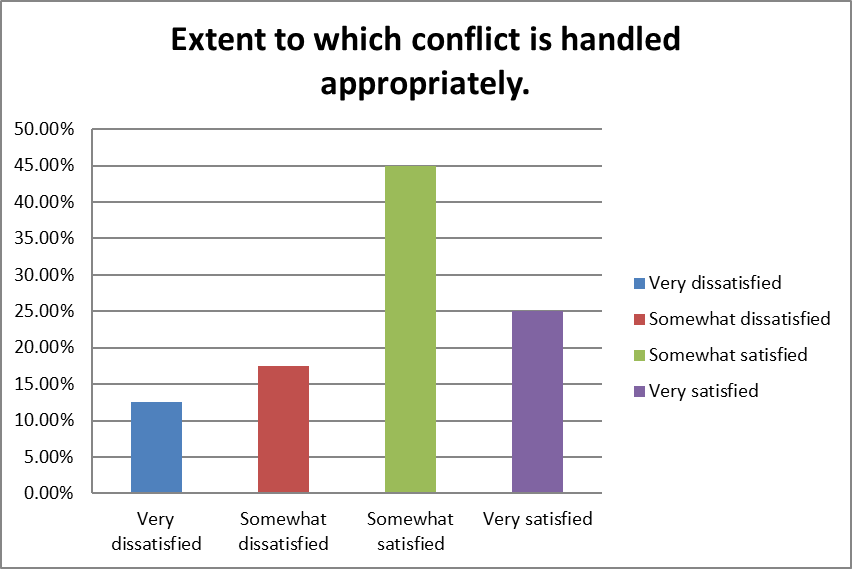 Extent to which conflict is handled
appropriately.
50.00%
45.00%
40.00%
35.00%
30.00%
25.00%
20.00%
15.00%
10.00%
5.00%
0.00%
Very
dissatisfied
Somewhat
dissatisfied
Somewhat
satisfied
Very satisfied
Very dissatisfied
Somewhat dissatisfied
Somewhat satisfied
Very satisfied